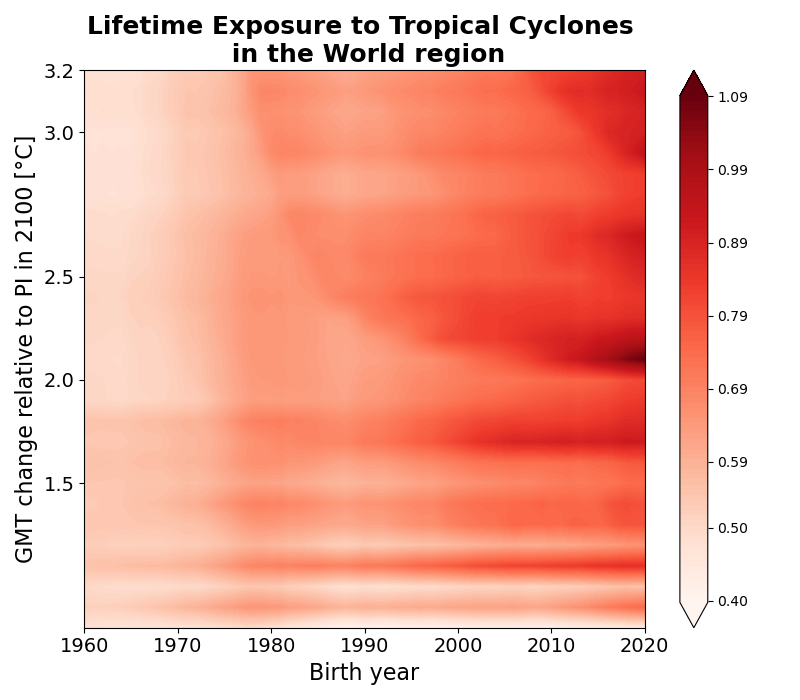 Lifetime Exposure to Tropical Cyclones
in the World region
GMT change relative to PI in 2100 [°C]
3.2
3.0
2.5
2.0
1.5
1960 1970 1980 1990 2000 2010 2020
Birth year
1.09
0.99
0.89
0.79
0.69
0.59
0.50
0.40